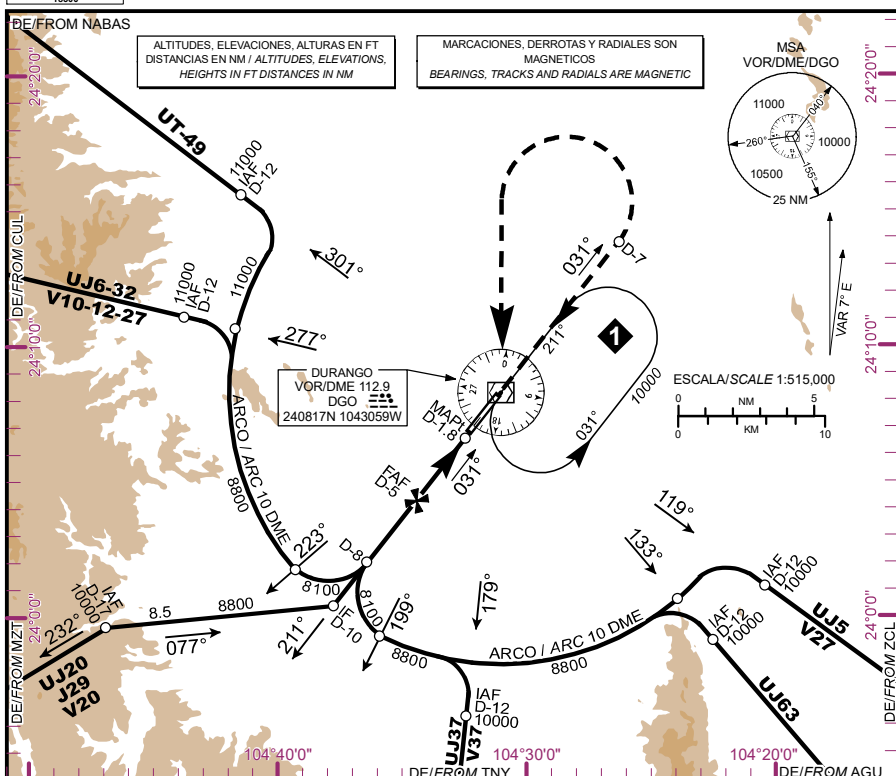 DE/FROM NABAS
ALTITUDES, ELEVACIONES, ALTURAS EN FT
DISTANCIAS EN NM / ALTITUDES, ELEVATIONS,
HEIGHTS IN FT DISTANCES IN NM
MARCACIONES, DERROTAS Y RADIALES SON
MAGNETICOS
BEARINGS, TRACKS AND RADIALS ARE MAGNETIC
MSA
VOR/DME/DGO
11000
040°
260°
10000
10500
155°
25 NM
24°20'0"
24°20'0"
UT-49
11000
IAF
D-12
VAR 7° E
DE/FROM CUL
UJ6-32
V10-12-27
11000
IAF
D-12
11000
301°
277°
031°
D-7
211°
1
24°10'0"
24°10'0"
DURANGO
VOR/DME 112.9
DGO
240817N 1043059W
0
9
18
27
10000
031°
ESCALA/SCALE 1:515,000
0 NM 5
0 KM 10
MAPt
D-1.8
031°
FAF
D-5
ARCO / ARC 10 DME
8800
223°
D-8
8100
8100
119°
133°
179°
199°
IAF
D-17
10000
8.5
8800
077°
232°
IF
D-10
211°
24°0'0"
24°0'0"
DE/FROM MZT
UJ20
J29
V20
8800
ARCO / ARC 10 DME
8800
IAF
D-12
10000
IAF
D-12
10000
UJ5
V27
DE/FROM ZCL
UJ63
IAF
D-12
10000
UJ37
V37
104°40'0"
104°30'0"
104°20'0"
DE/FROM TNY
DE/FROM AGU